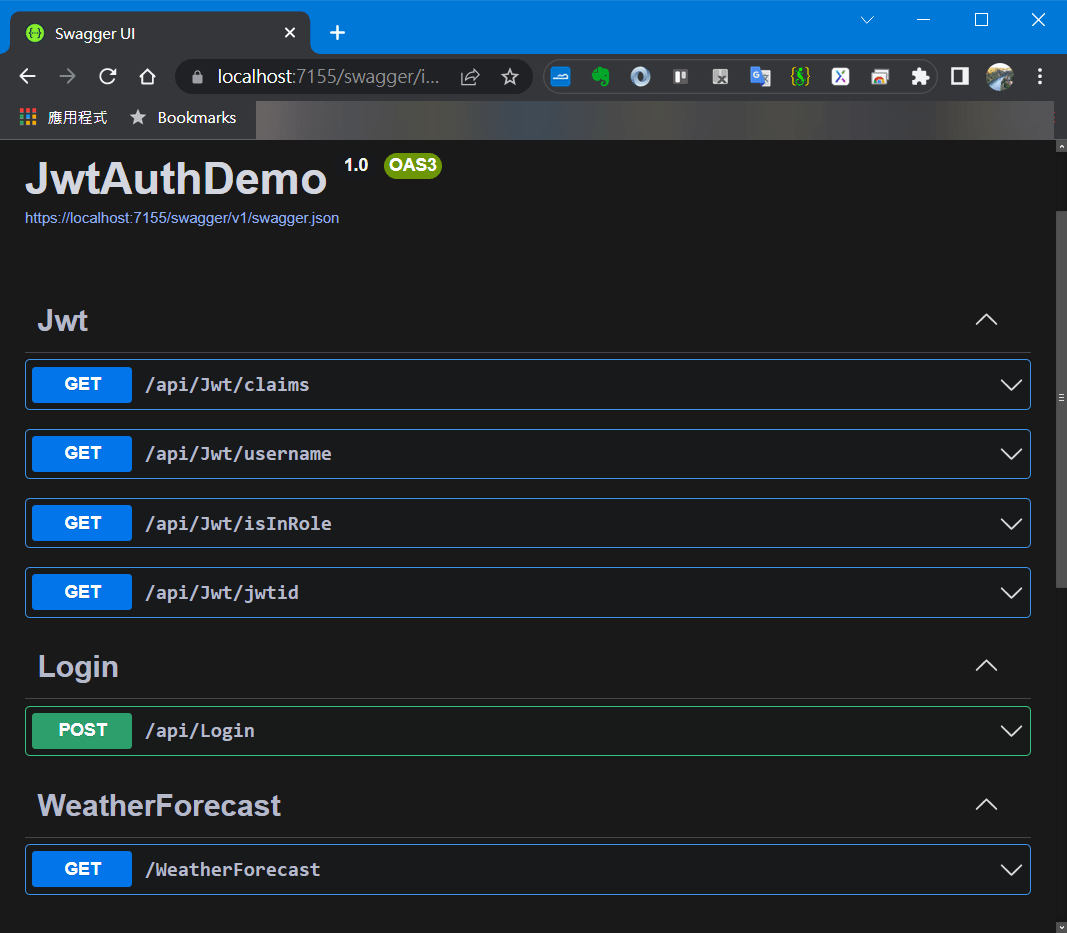 Swagger UI
localhost:7155/swagger/i...
應用程式 Bookmarks
JwtAuthDemo 1.0 OAS3
https://localhost:7155/swagger/v1/swagger.json
Jwt
GET /api/Jwt/claims
GET /api/Jwt/username
GET /api/Jwt/isInRole
GET /api/Jwt/jwtid
Login
POST /api/Login
WeatherForecast
GET /WeatherForecast